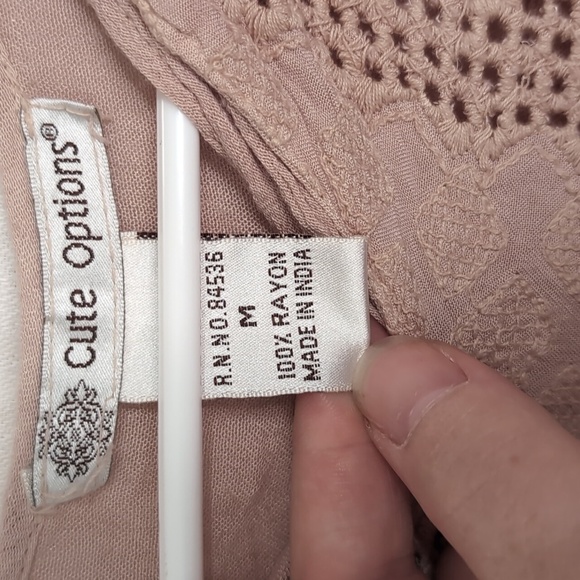 Cute Options®
R.N.NO.84536
M
100% RAYON
MADE IN INDIA